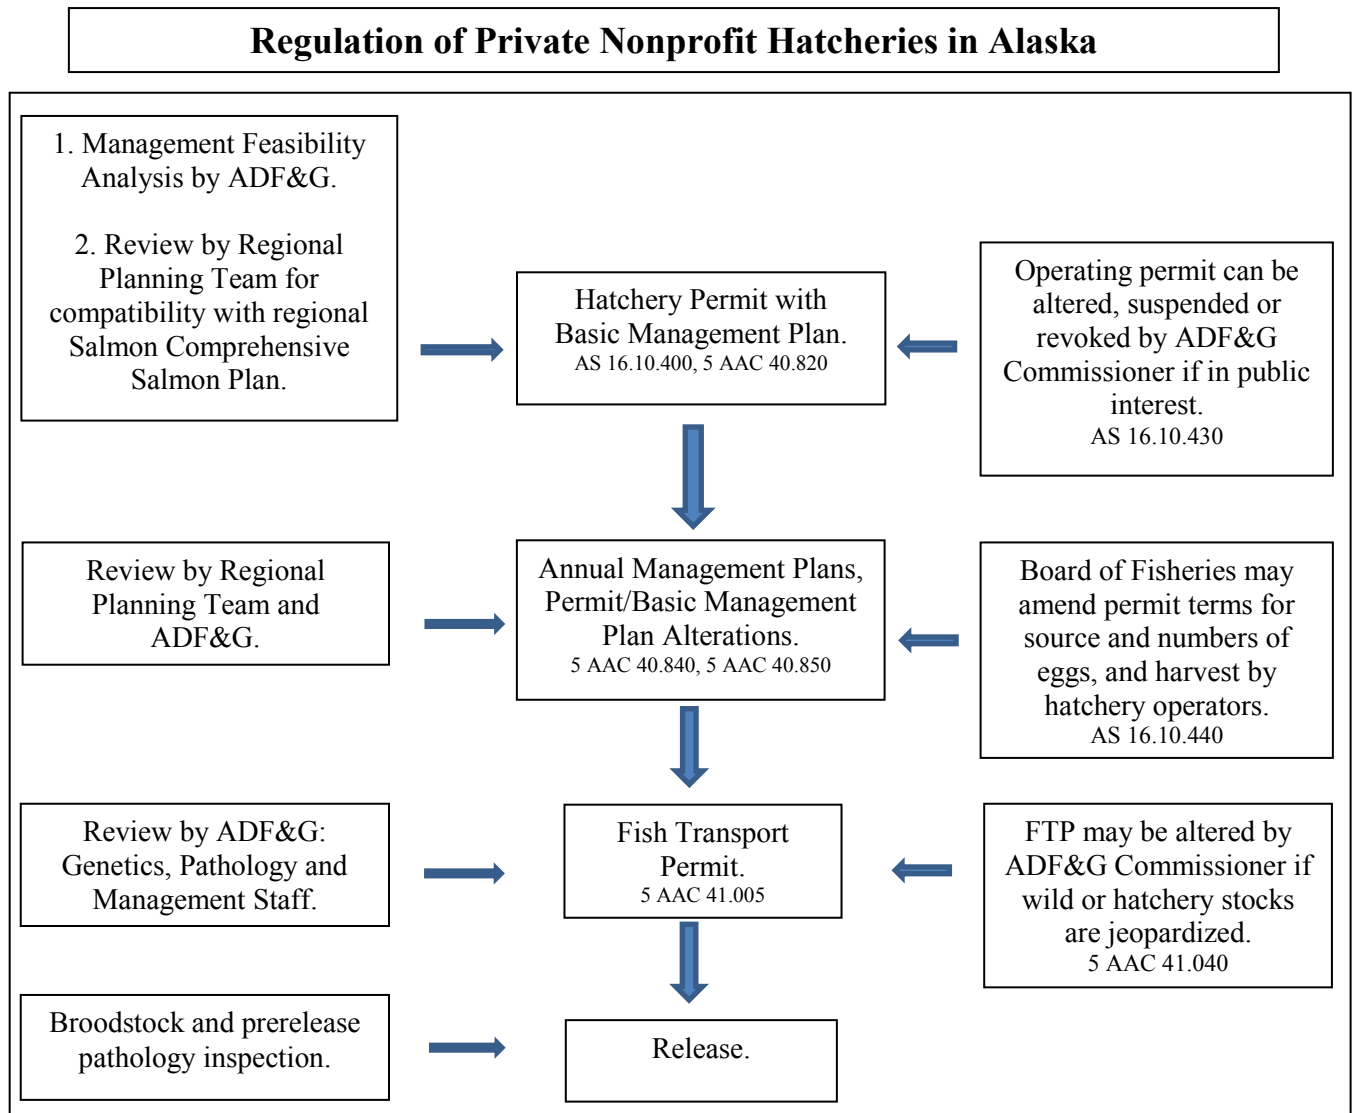 Regulation of Private Nonprofit Hatcheries in Alaska
1. Management Feasibility
Analysis by ADF&G.
2. Review by Regional
Planning Team for
compatibility with regional
Salmon Comprehensive
Salmon Plan.
Hatchery Permit with
Basic Management Plan.
AS 16.10.400, 5 AAC 40.820
Operating permit can be
altered, suspended or
revoked by ADF&G
Commissioner if in public
interest.
AS 16.10.430
Review by Regional
Planning Team and
ADF&G.
Annual Management Plans,
Permit/Basic Management
Plan Alterations.
5 AAC 40.840, 5 AAC 40.850
Board of Fisheries may
amend permit terms for
source and numbers of
eggs, and harvest by
hatchery operators.
AS 16.10.440
Review by ADF&G:
Genetics, Pathology and
Management Staff.
Fish Transport
Permit.
5 AAC 41.005
FTP may be altered by
ADF&G Commissioner if
wild or hatchery stocks
are jeopardized.
5 AAC 41.040
Broodstock and prerelease
pathology inspection.
Release.